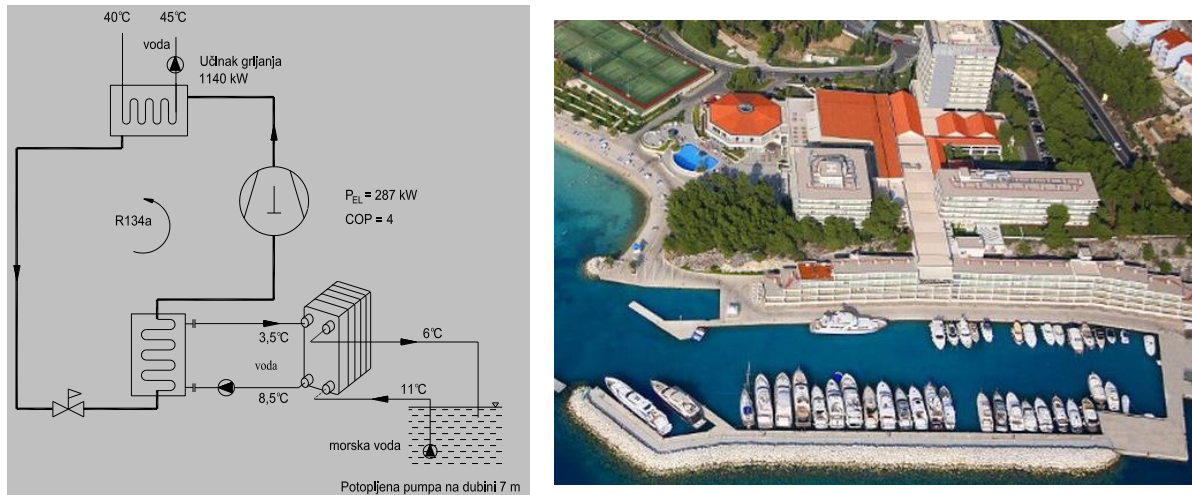 40°C 45°C
voda
Učinak grijanja
1140 kW
R134a
PEL = 287 kW
COP = 4
3,5°C
6°C
voda
8,5°C
11°C
morska voda
Potopljena pumpa na dubini 7 m